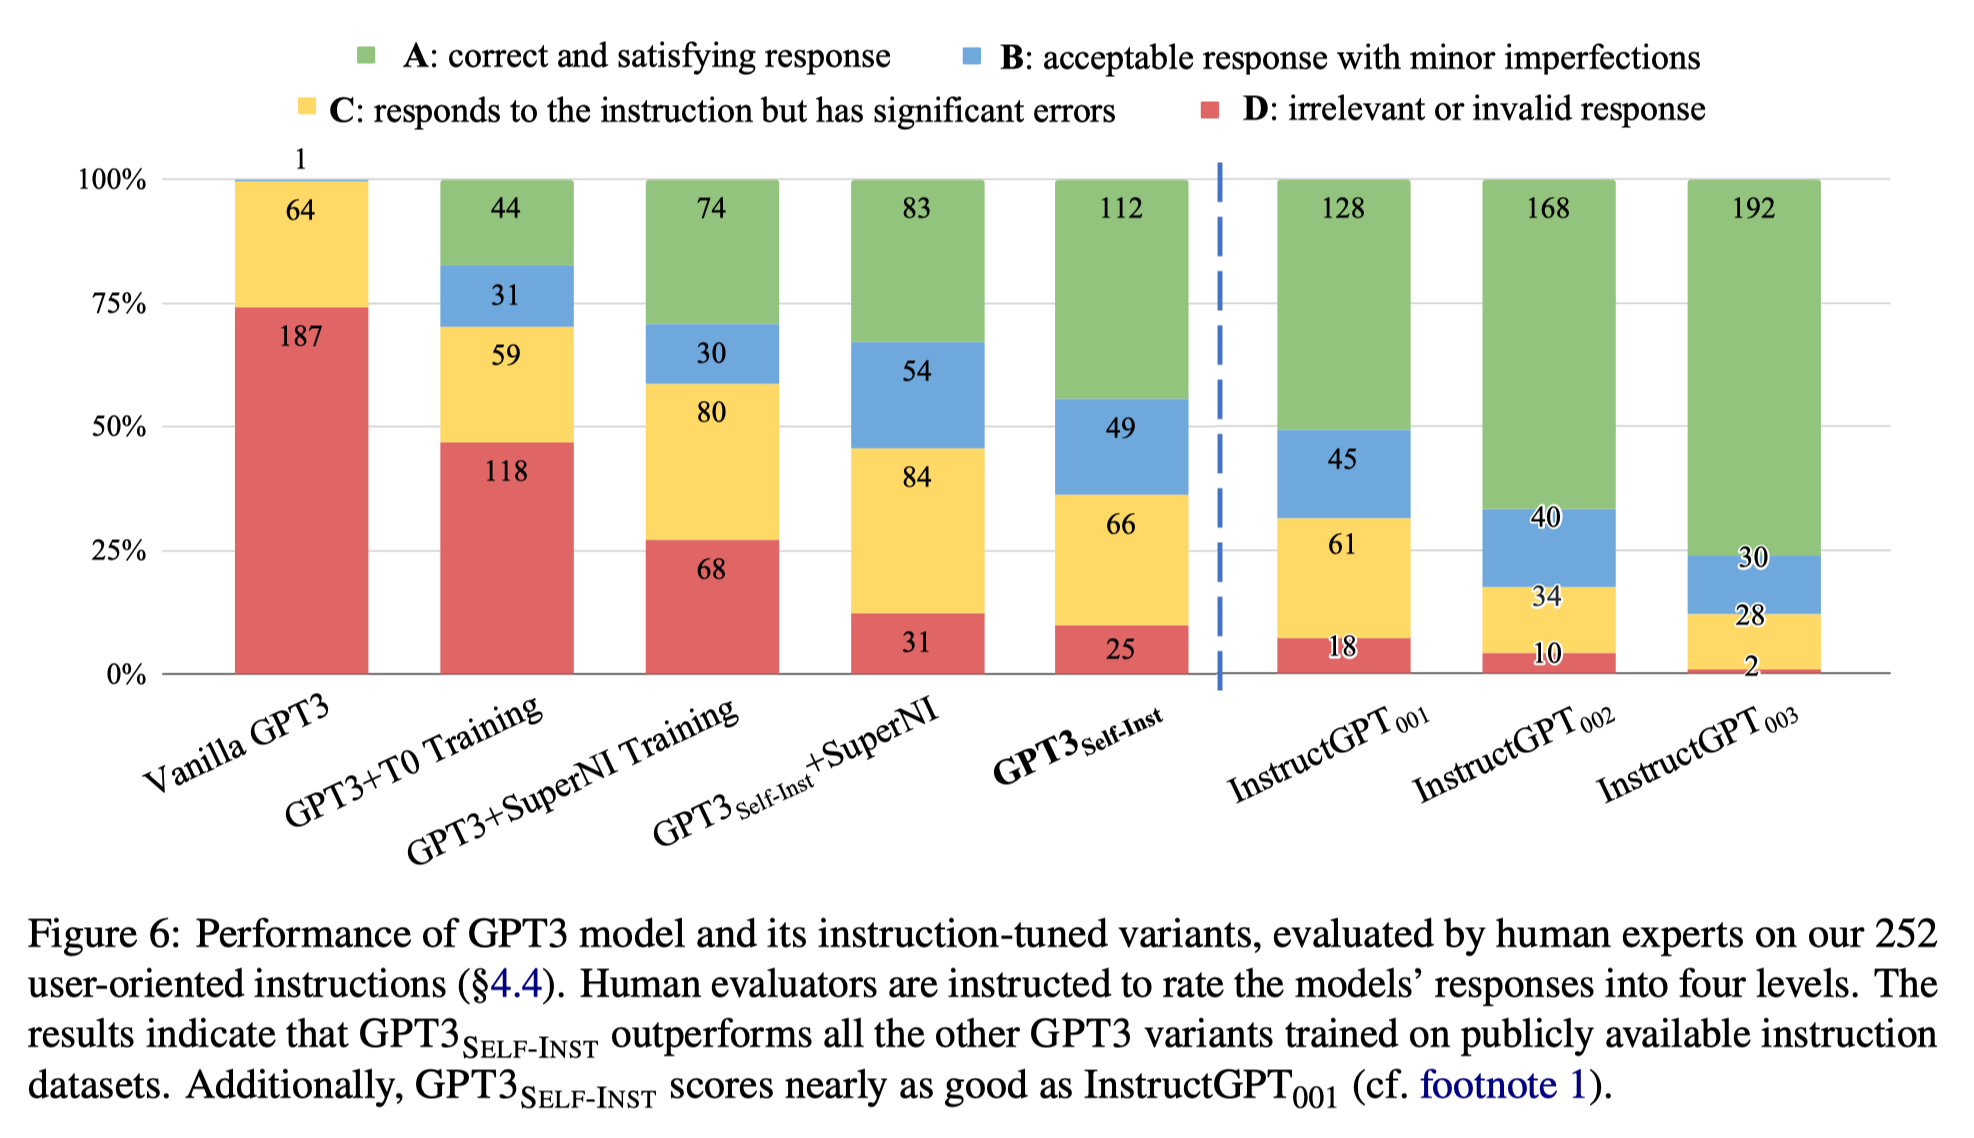 A: correct and satisfying response B: acceptable response with minor imperfections
C: responds to the instruction but has significant errors D: irrelevant or invalid response
1
100%
64 44 74 83 112 128 168 192
75%
187 31 59 30 54
50%
118 80 84 49 45 40
25%
68 66 61 34 30
31 25 18 10 28 2
0%
Vanilla GPT3
GPT3+T0 Training
GPT3+SuperNI Training
GPT3Self-Inst+SuperNI
GPT3Self-Inst
InstructGPT001
InstructGPT002
InstructGPT003
Figure 6: Performance of GPT3 model and its instruction-tuned variants, evaluated by human experts on our 252
user-oriented instructions (§4.4). Human evaluators are instructed to rate the models’ responses into four levels. The
results indicate that GPT3SELF-INST outperforms all the other GPT3 variants trained on publicly available instruction
datasets. Additionally, GPT3SELF-INST scores nearly as good as InstructGPT001 (cf. footnote 1).